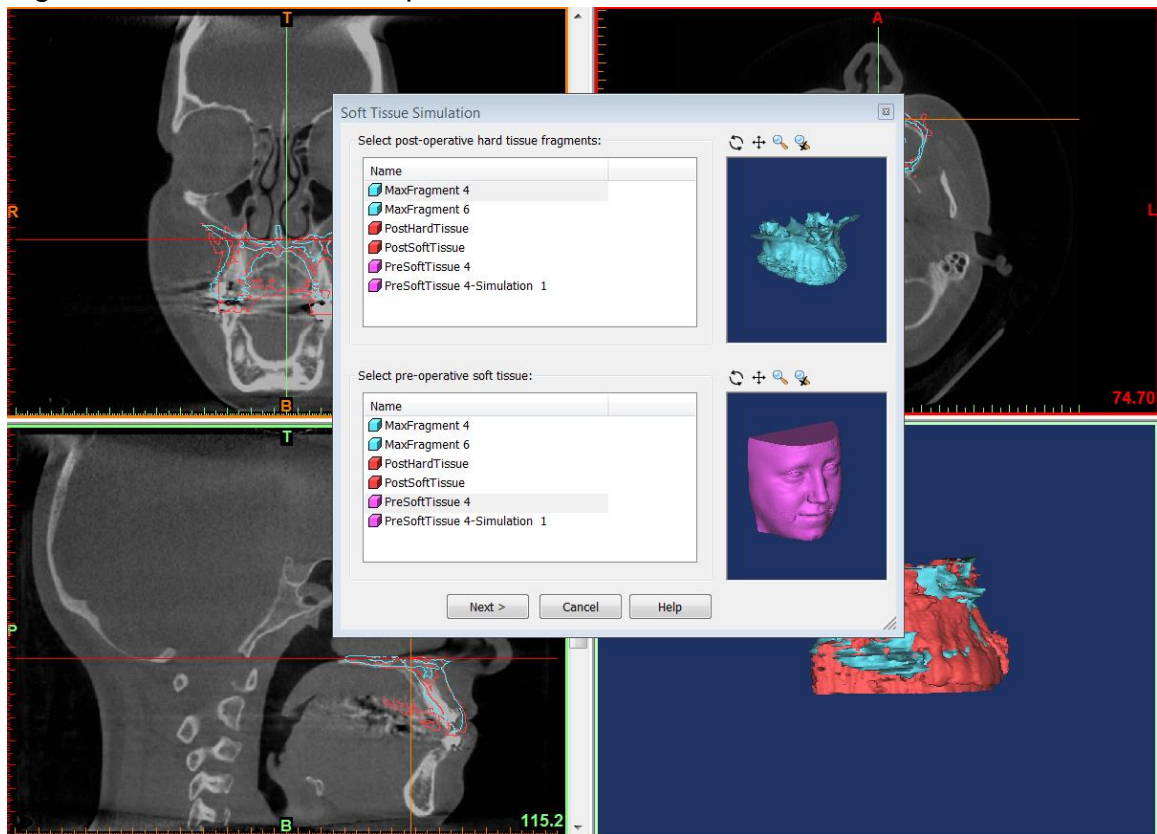 T
A
Soft Tissue Simulation
Select post-operative hard tissue fragments:
Name
MaxFragment 4
MaxFragment 6
PostHardTissue
PostSoftTissue
PreSoftTissue 4
PreSoftTissue 4-Simulation 1
R
L
Select pre-operative soft tissue:
Name
MaxFragment 4
MaxFragment 6
PostHardTissue
PostSoftTissue
PreSoftTissue 4
PreSoftTissue 4-Simulation 1
B
74.70
T
Next >
Cancel
Help
P
B
115.2